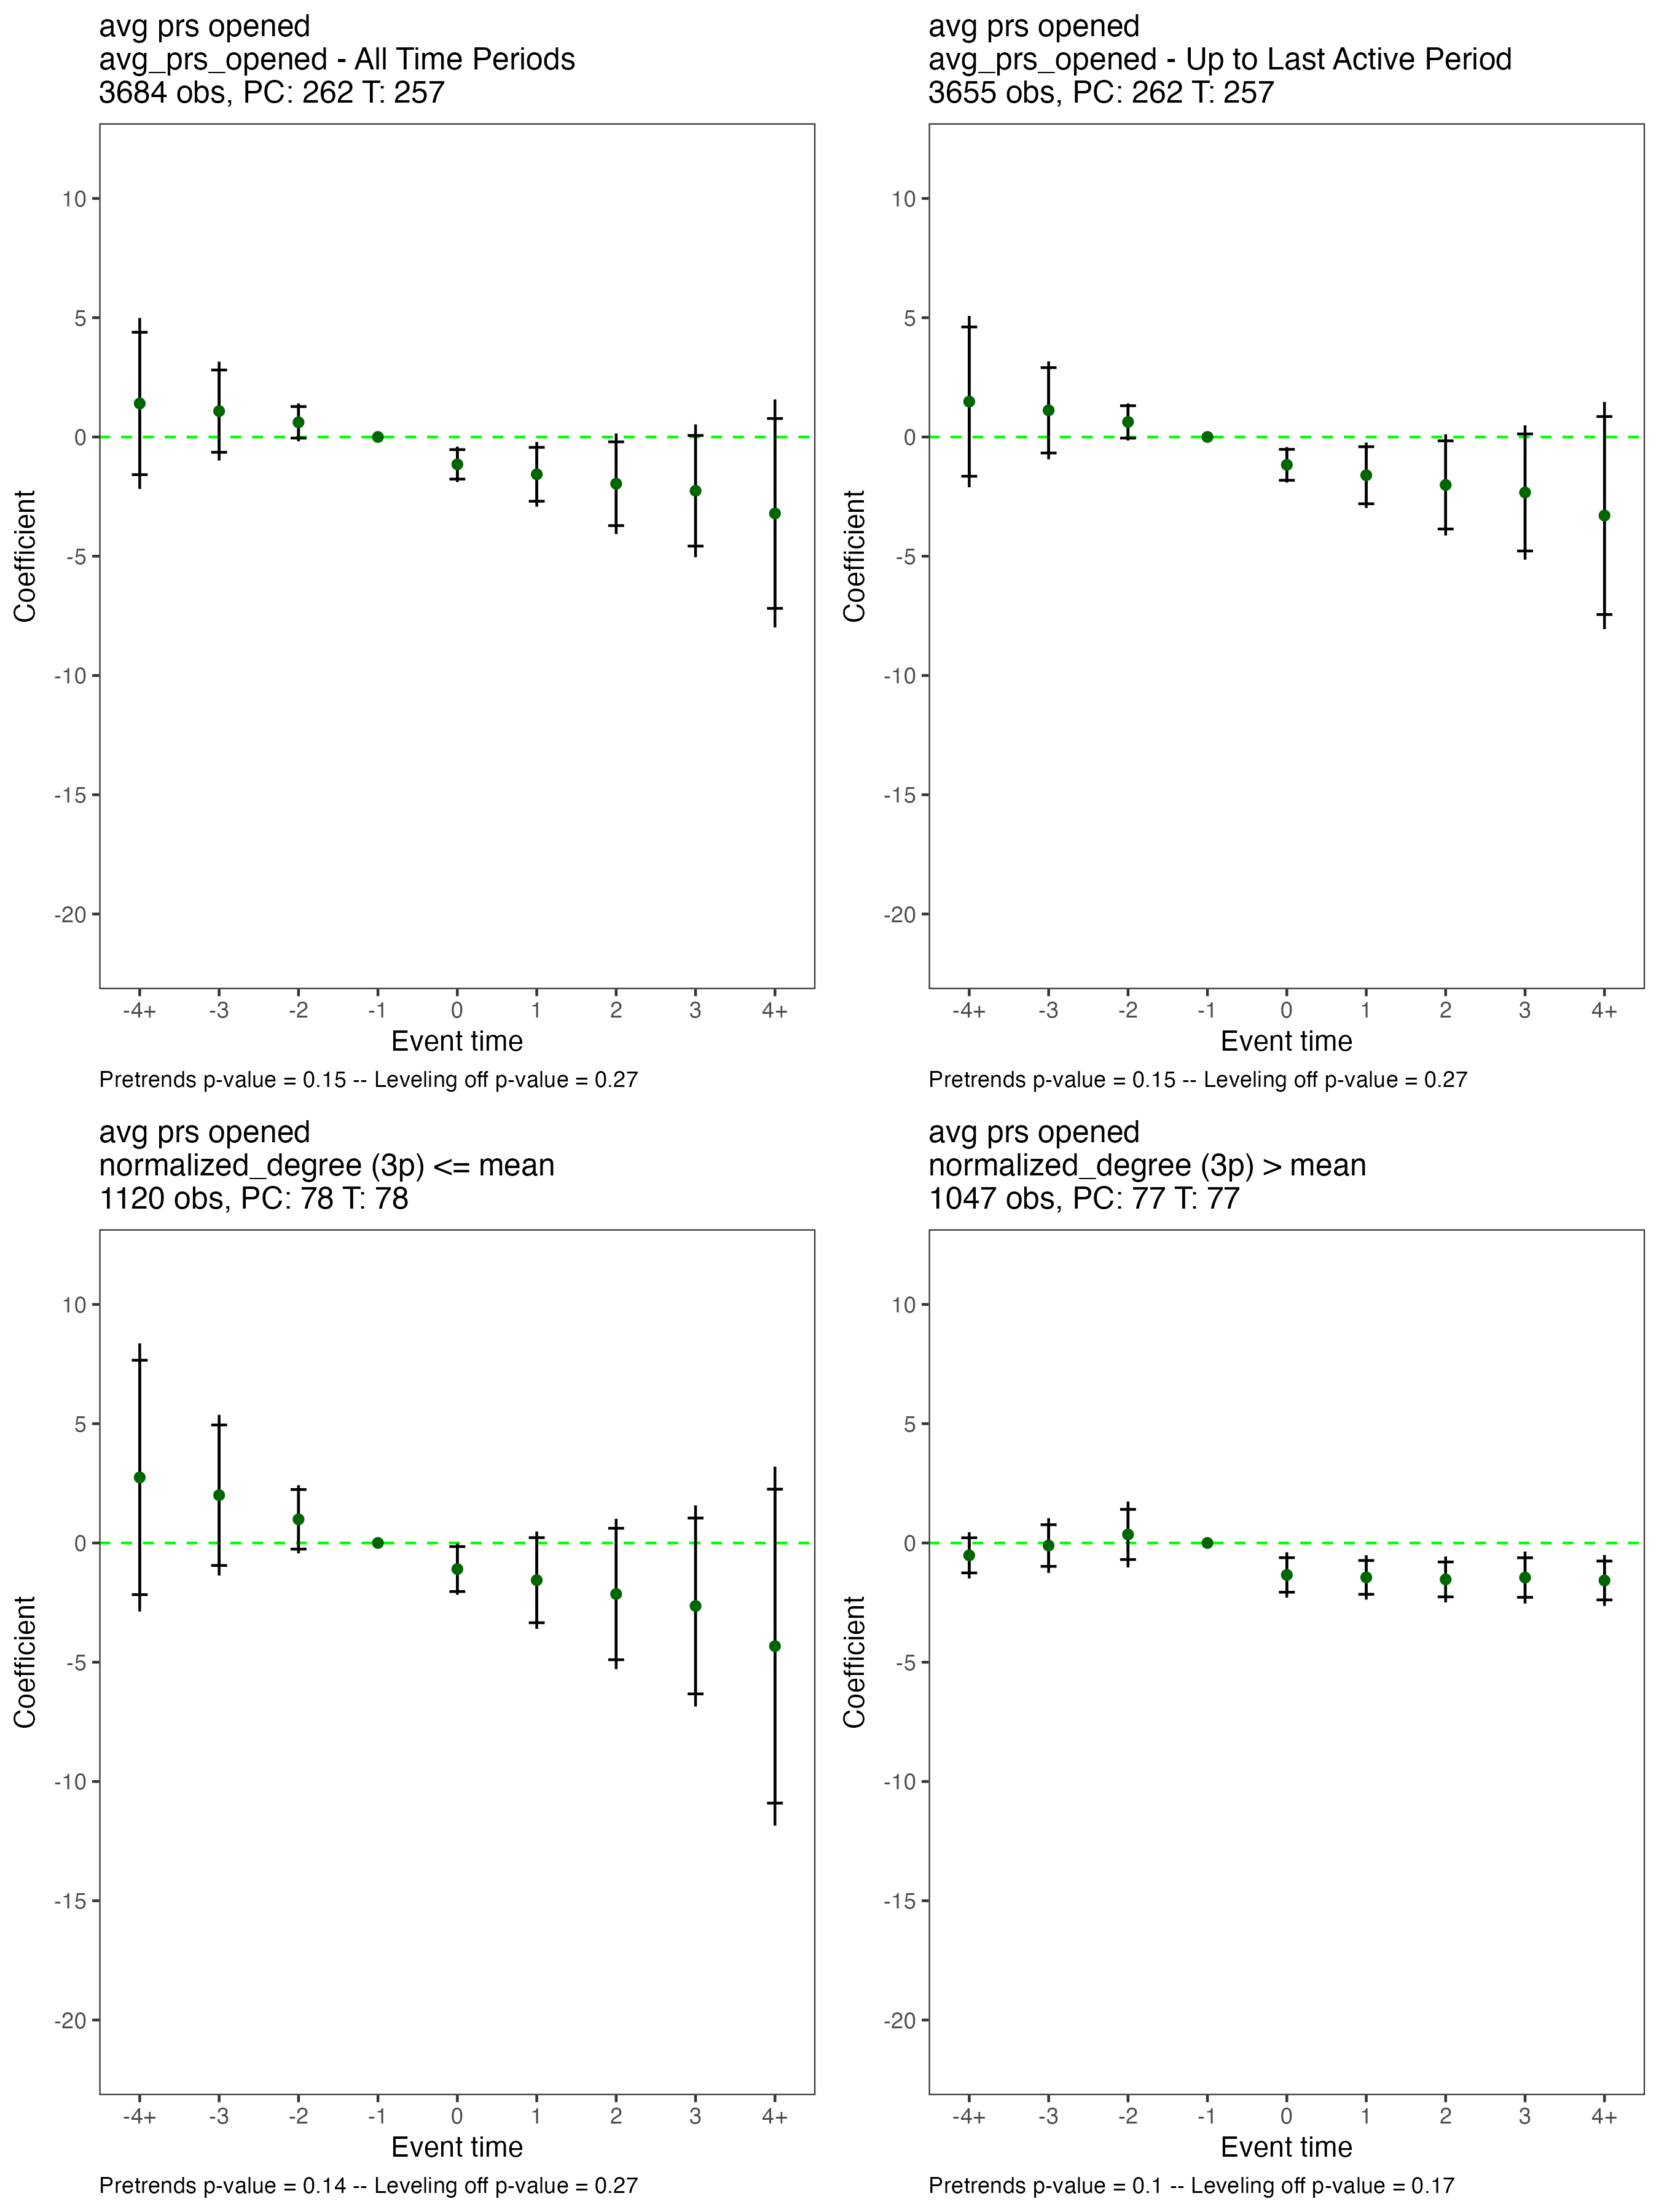 avg prs opened
avg_prs_opened - All Time Periods
3684 obs, PC: 262 T: 257
10
5
0
-5
-10
-15
-20
Coefficient
-4+ -3 -2 -1 0 1 2 3 4+
Event time
Pretrends p-value = 0.15 -- Leveling off p-value = 0.27
avg prs opened
avg_prs_opened - Up to Last Active Period
3655 obs, PC: 262 T: 257
10
5
0
-5
-10
-15
-20
Coefficient
-4+ -3 -2 -1 0 1 2 3 4+
Event time
Pretrends p-value = 0.15 -- Leveling off p-value = 0.27
avg prs opened
normalized_degree (3p) <= mean
1120 obs, PC: 78 T: 78
10
5
0
-5
-10
-15
-20
Coefficient
-4+ -3 -2 -1 0 1 2 3 4+
Event time
Pretrends p-value = 0.14 -- Leveling off p-value = 0.27
avg prs opened
normalized_degree (3p) > mean
1047 obs, PC: 77 T: 77
10
5
0
-5
-10
-15
-20
Coefficient
-4+ -3 -2 -1 0 1 2 3 4+
Event time
Pretrends p-value = 0.1 -- Leveling off p-value = 0.17